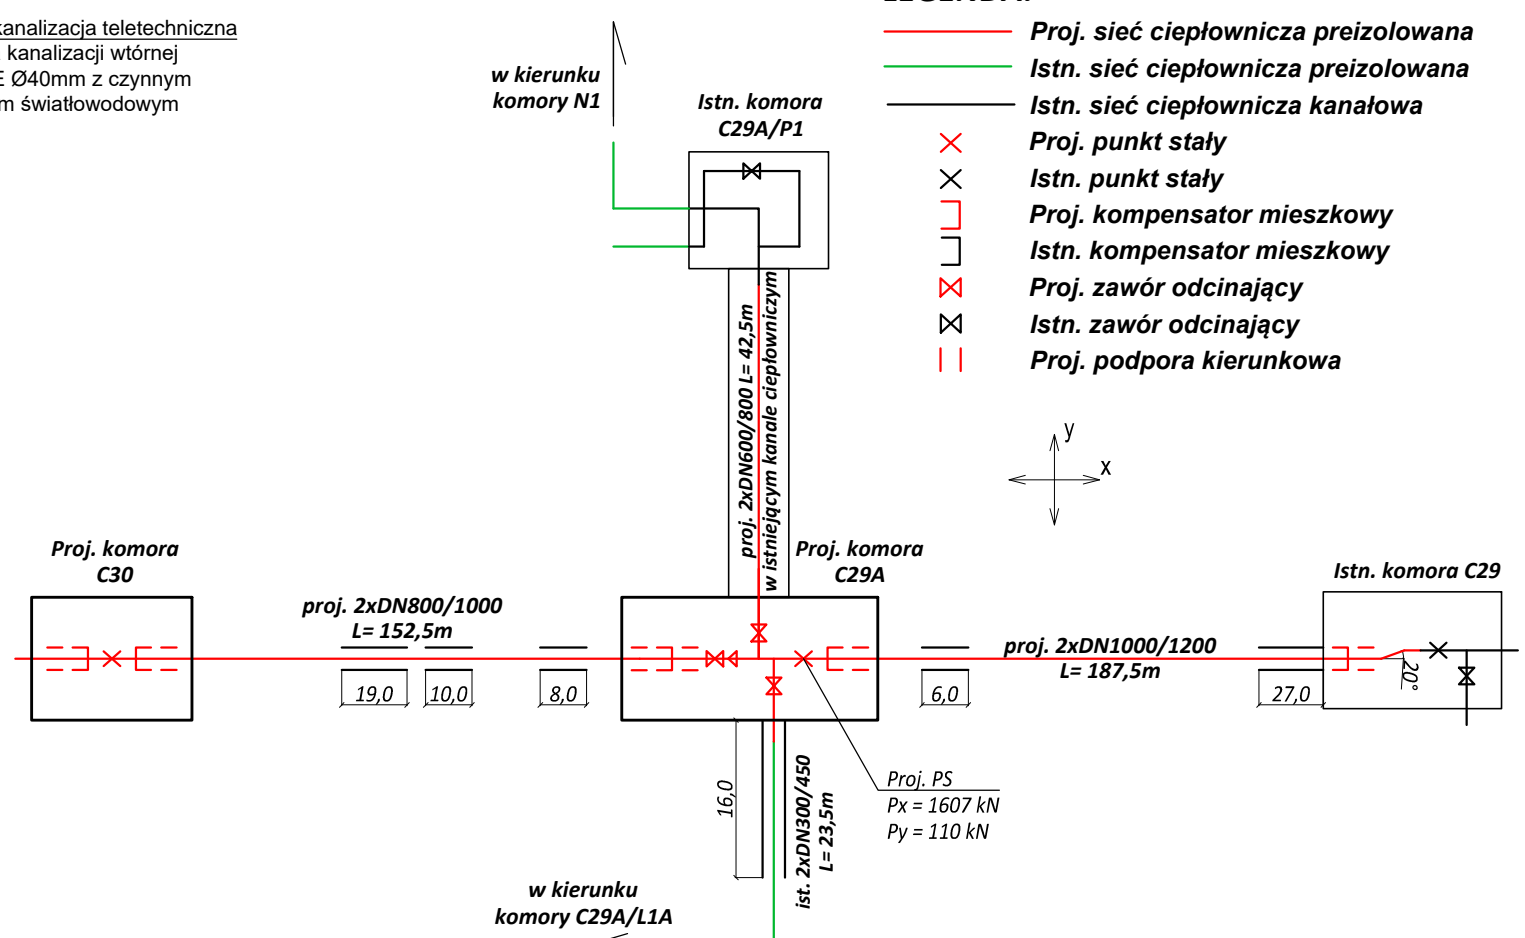 kanalizacja teletechniczna
kanalizacji wtórnej
Ø40mm z czynnym
światłowodowym
LEGENDA:
Proj. sieć ciepłownicza preizolowana
Istn. sieć ciepłownicza preizolowana
Istn. sieć ciepłownicza kanałowa
Proj. punkt stały
Istn. punkt stały
Proj. kompensator mieszkowy
Istn. kompensator mieszkowy
Proj. zawór odcinający
Istn. zawór odcinający
Proj. podpora kierunkowa
w kierunku
komory N1
Istn. komora
C29A/P1
proj. 2xDN600/800 L= 42,5m
w istniejącym kanale ciepłowniczym
y
x
Proj. komora
C30
proj. 2xDN800/1000
L= 152,5m
19,0
10,0
8,0
Proj. komora
C29A
proj. 2xDN1000/1200
L= 187,5m
6,0
27,0
Istn. komora C29
20°
16,0
ist. 2xDN300/450
L= 23,5m
Proj. PS
Px = 1607 kN
Py = 110 kN
w kierunku
komory C29A/L1A